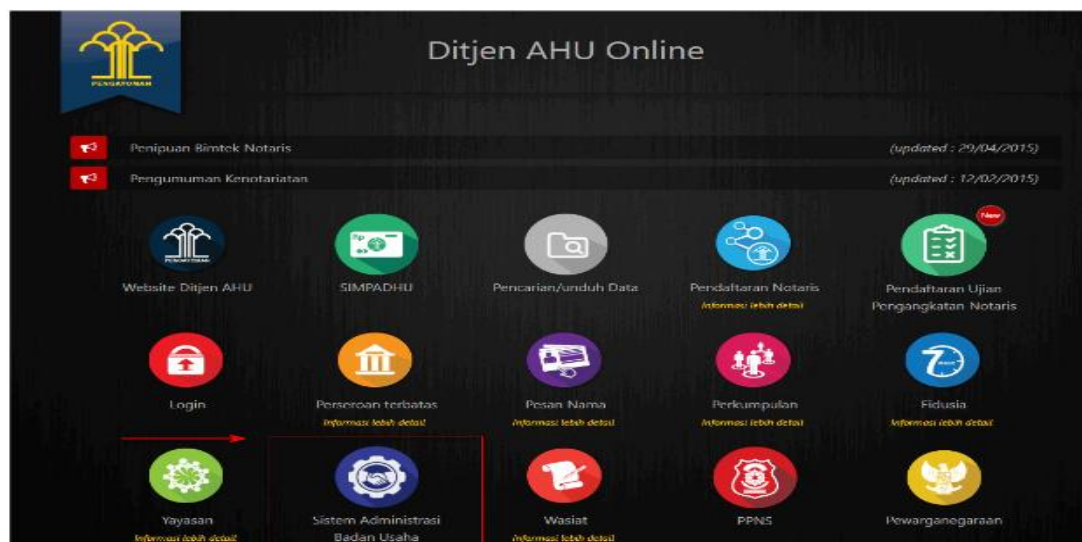 Ditjen AHU Online
PENGAYOMAN
Penipuan Bimtek Notaris (updated : 29/04/2015)
Pengumuman Kenotariatan (updated : 12/02/2015)
New
Website Ditjen AHU
SIMPADHU
Pencarian/unduh Data
Pendaftaran Notaris
Informasi lebih detail
Pendaftaran Ujian
Pengangkatan Notaris
Login
Perseroan terbatas
Informasi lebih detail
Pesan Nama
Informasi lebih detail
Perkumpulan
Informasi lebih detail
7
Fidusia
Informasi lebih detail
Yayasan
Informasi lebih detail
Sistem Administrasi
Badan Usaha
Wasiat
Informasi lebih detail
PPNS
Pewarganegaraan